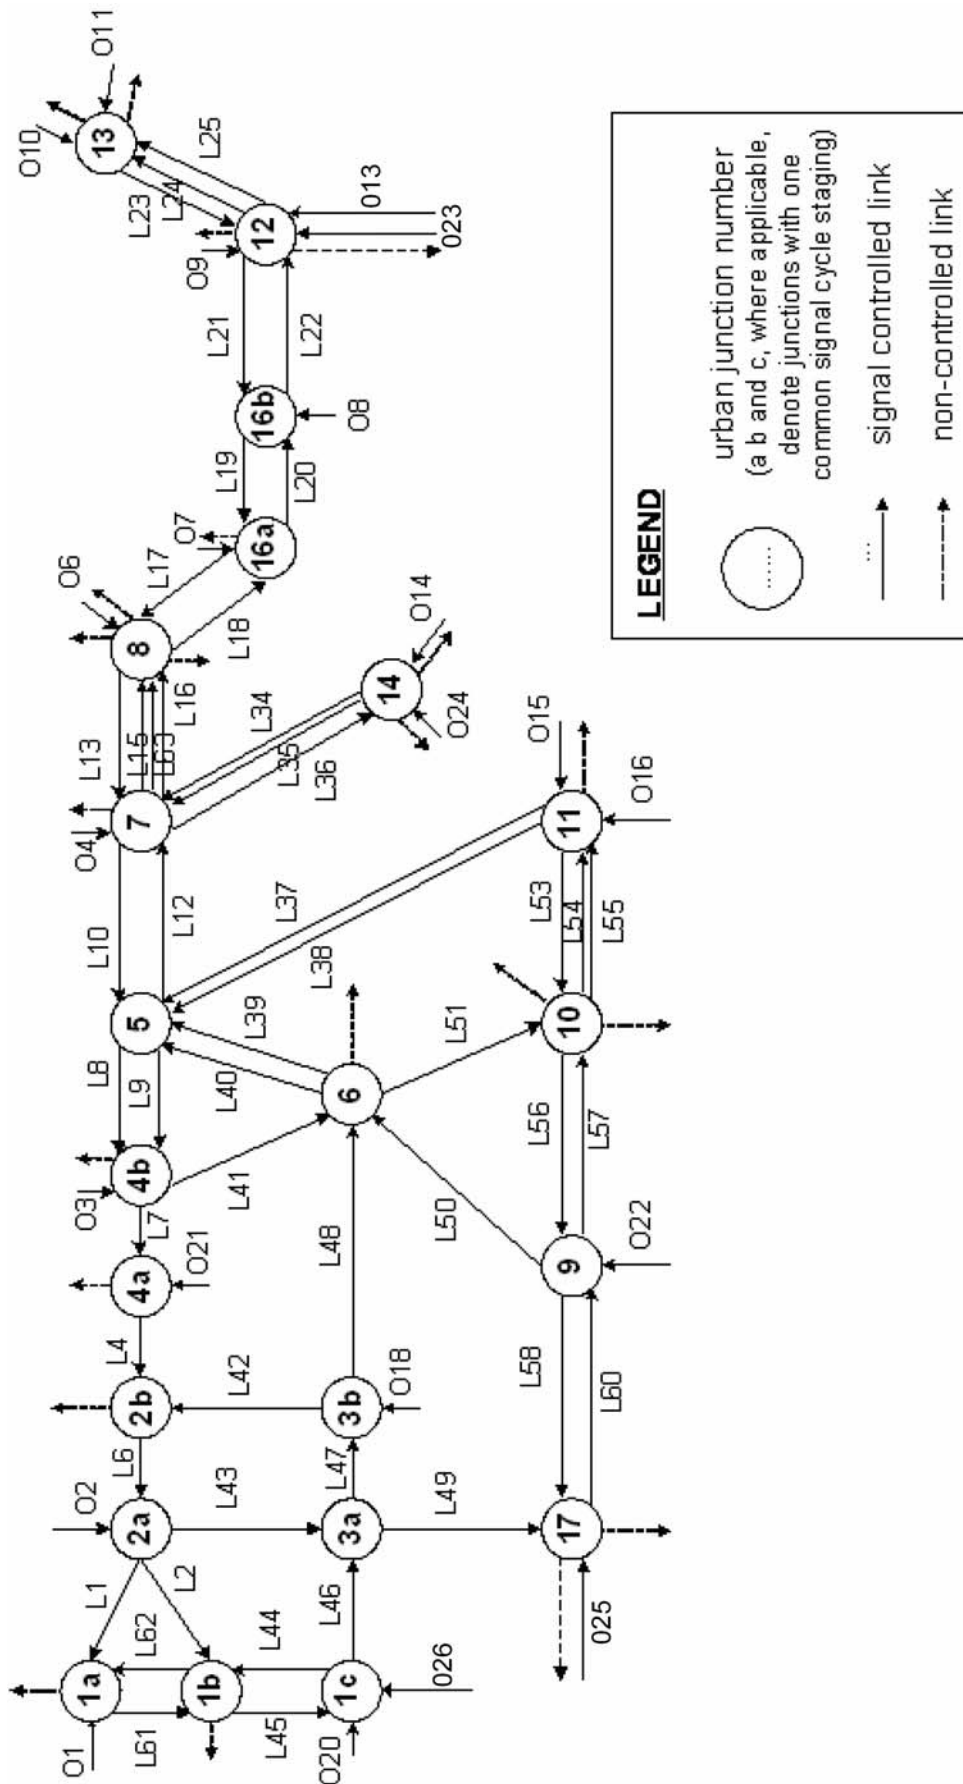 O1
O2
O3
O21
O4
O6
O7
O9
O10
O11
1a
1b
1c
L1
L2
L61
L62
L44
L45
O20
026
2a
2b
L6
L4
L43
L42
4a
4b
L7
L8
L9
5
L10
L12
7
L13
L15
L63
L16
8
L17
L18
16a
L19
L20
16b
O8
L21
L22
12
L23
L24
L25
13
013
023
L46
3a
L47
3b
O18
L48
6
L41
L40
L39
L38
L37
L34
L35
L36
14
O14
O24
L49
L50
L51
17
025
L58
L60
9
O22
L56
L57
10
L53
L54
L55
11
O15
O16
LEGEND
urban junction number
(a b and c, where applicable,
denote junctions with one
common signal cycle staging)
signal controlled link
non-controlled link